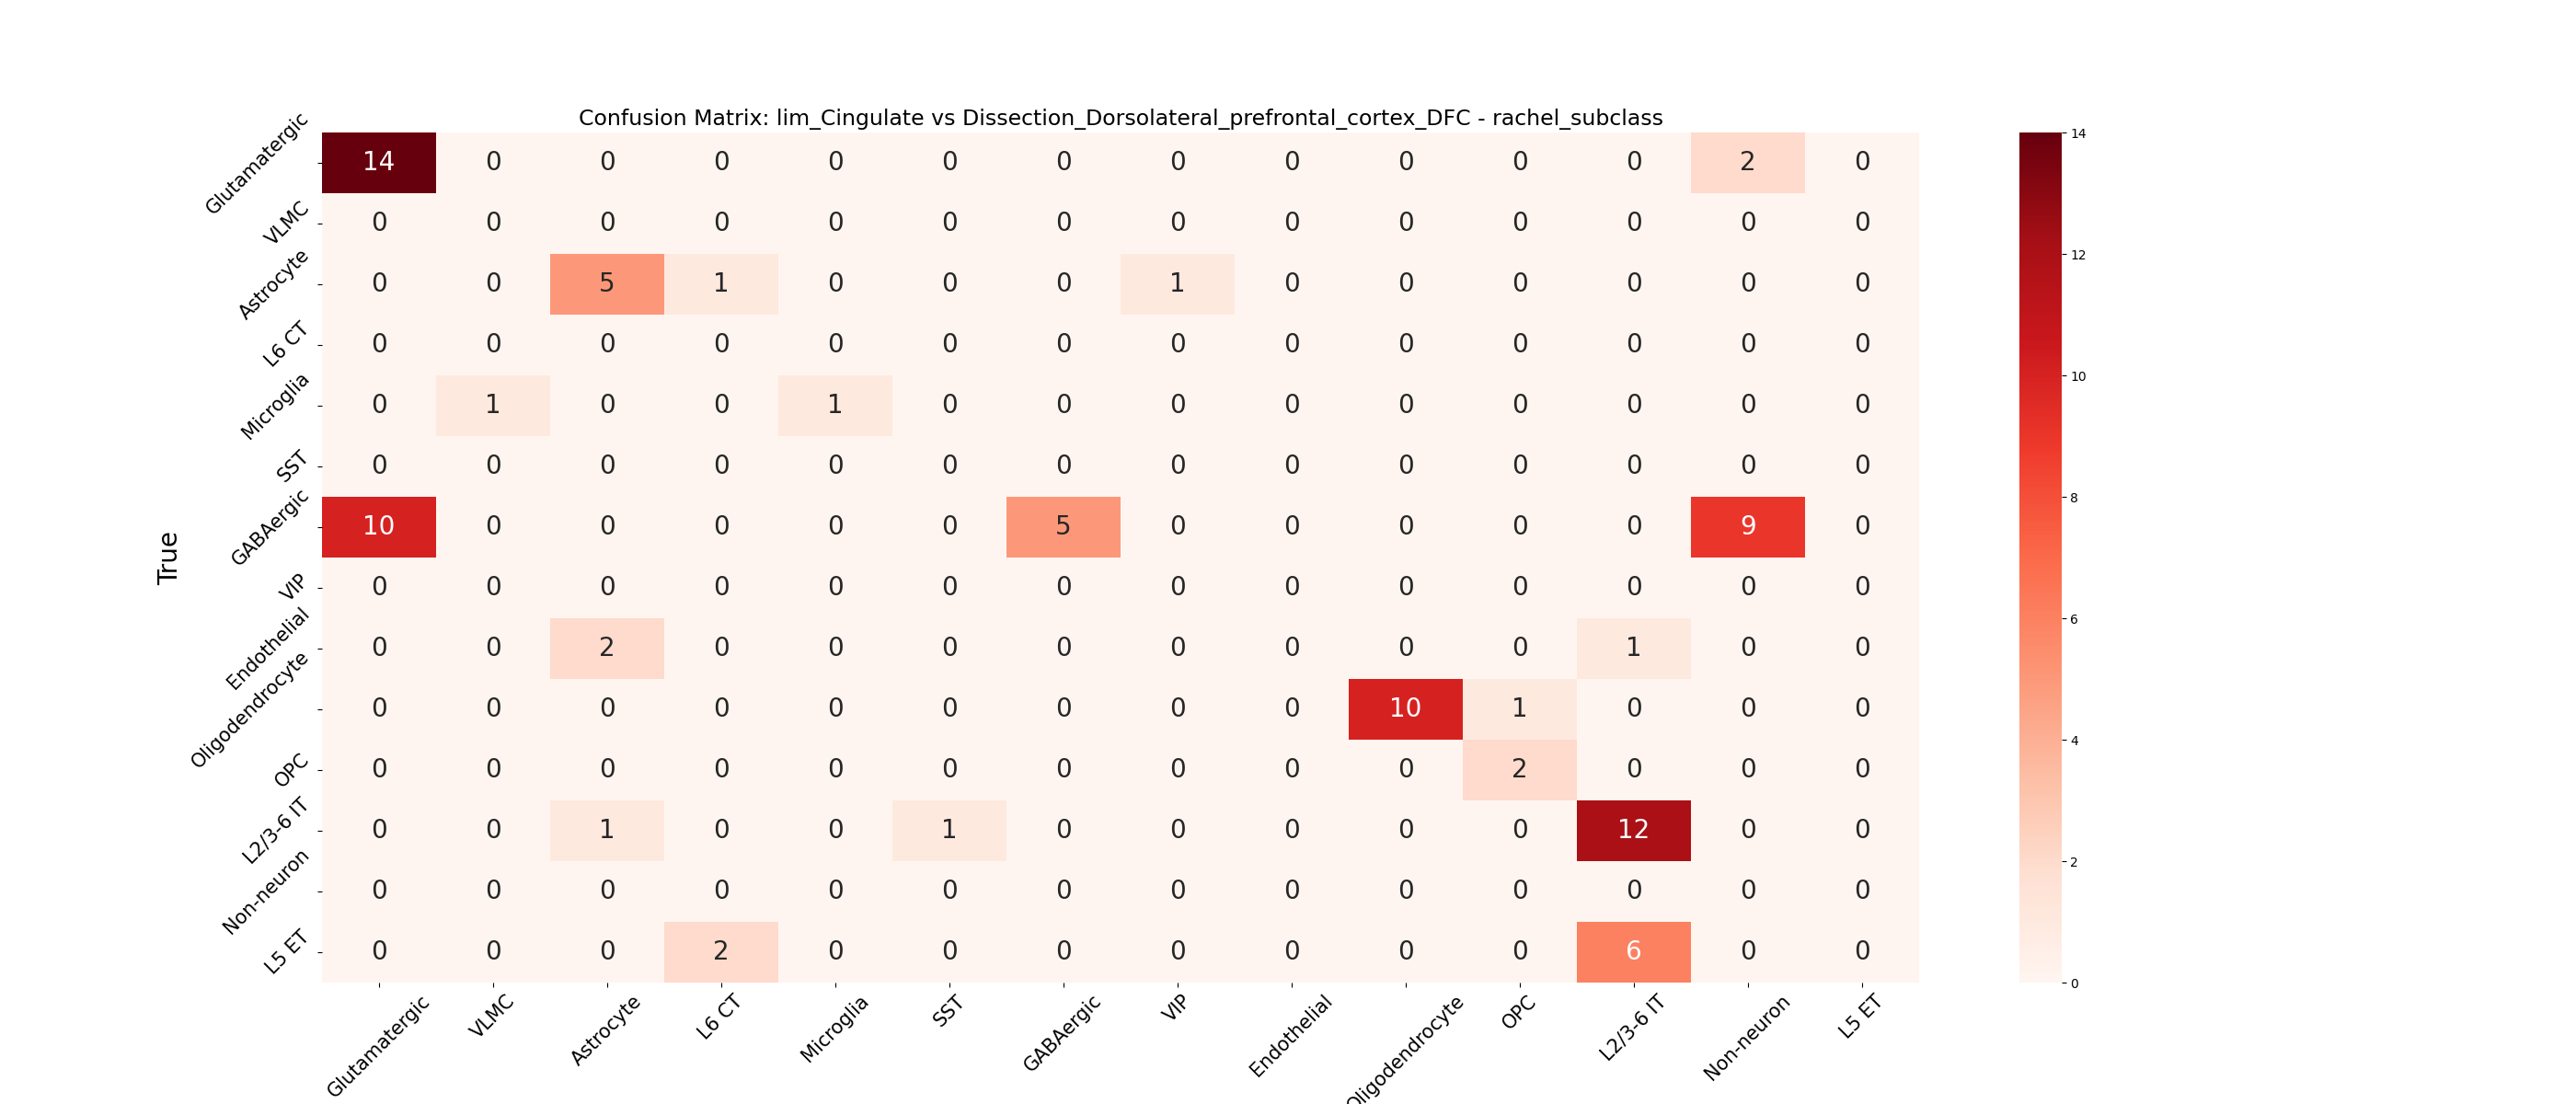 Confusion Matrix: lim_Cingulate vs Dissection_Dorsolateral_prefrontal_cortex_DFC - rachel_subclass
True
Glutamatergic 14 0 0 0 0 0 0 0 0 0 0 0 2 0
VLMC 0 0 0 0 0 0 0 0 0 0 0 0 0 0
Astrocyte 0 0 5 1 0 0 0 1 0 0 0 0 0 0
L6 CT 0 0 0 0 0 0 0 0 0 0 0 0 0 0
Microglia 0 1 0 0 1 0 0 0 0 0 0 0 0 0
SST 0 0 0 0 0 0 0 0 0 0 0 0 0 0
GABAergic 10 0 0 0 0 0 5 0 0 0 0 0 9 0
VIP 0 0 0 0 0 0 0 0 0 0 0 0 0 0
Endothelial 0 0 2 0 0 0 0 0 0 0 0 1 0 0
Oligodendrocyte 0 0 0 0 0 0 0 0 0 10 1 0 0 0
OPC 0 0 0 0 0 0 0 0 0 0 2 0 0 0
L2/3-6 IT 0 0 1 0 0 1 0 0 0 0 0 12 0 0
Non-neuron 0 0 0 0 0 0 0 0 0 0 0 0 0 0
L5 ET 0 0 0 2 0 0 0 0 0 0 0 6 0 0
Glutamatergic VLMC Astrocyte L6 CT Microglia SST GABAergic VIP Endothelial Oligodendrocyte OPC L2/3-6 IT Non-neuron L5 ET
14
12
10
8
6
4
2
0